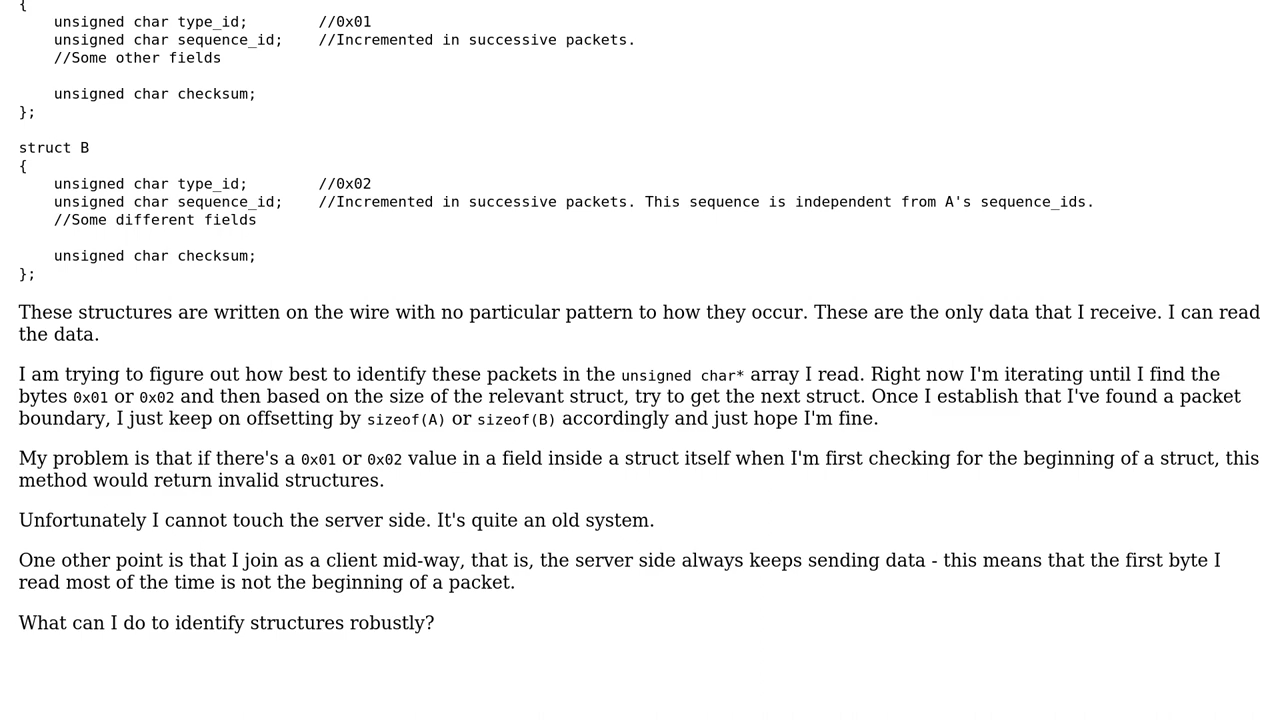 {
    unsigned char type_id;        //0x01
    unsigned char sequence_id;    //Incremented in successive packets.
    //Some other fields
    unsigned char checksum;
};
struct B
{
    unsigned char type_id;        //0x02
    unsigned char sequence_id;    //Incremented in successive packets. This sequence is independent from A's sequence_ids.
    //Some different fields
    unsigned char checksum;
};
These structures are written on the wire with no particular pattern to how they occur. These are the only data that I receive. I can read
the data.
I am trying to figure out how best to identify these packets in the unsigned char* array I read. Right now I'm iterating until I find the
bytes 0x01 or 0x02 and then based on the size of the relevant struct, try to get the next struct. Once I establish that I've found a packet
boundary, I just keep on offsetting by sizeof(A) or sizeof(B) accordingly and just hope I'm fine.
My problem is that if there's a 0x01 or 0x02 value in a field inside a struct itself when I'm first checking for the beginning of a struct, this
method would return invalid structures.
Unfortunately I cannot touch the server side. It's quite an old system.
One other point is that I join as a client mid-way, that is, the server side always keeps sending data - this means that the first byte I
read most of the time is not the beginning of a packet.
What can I do to identify structures robustly?